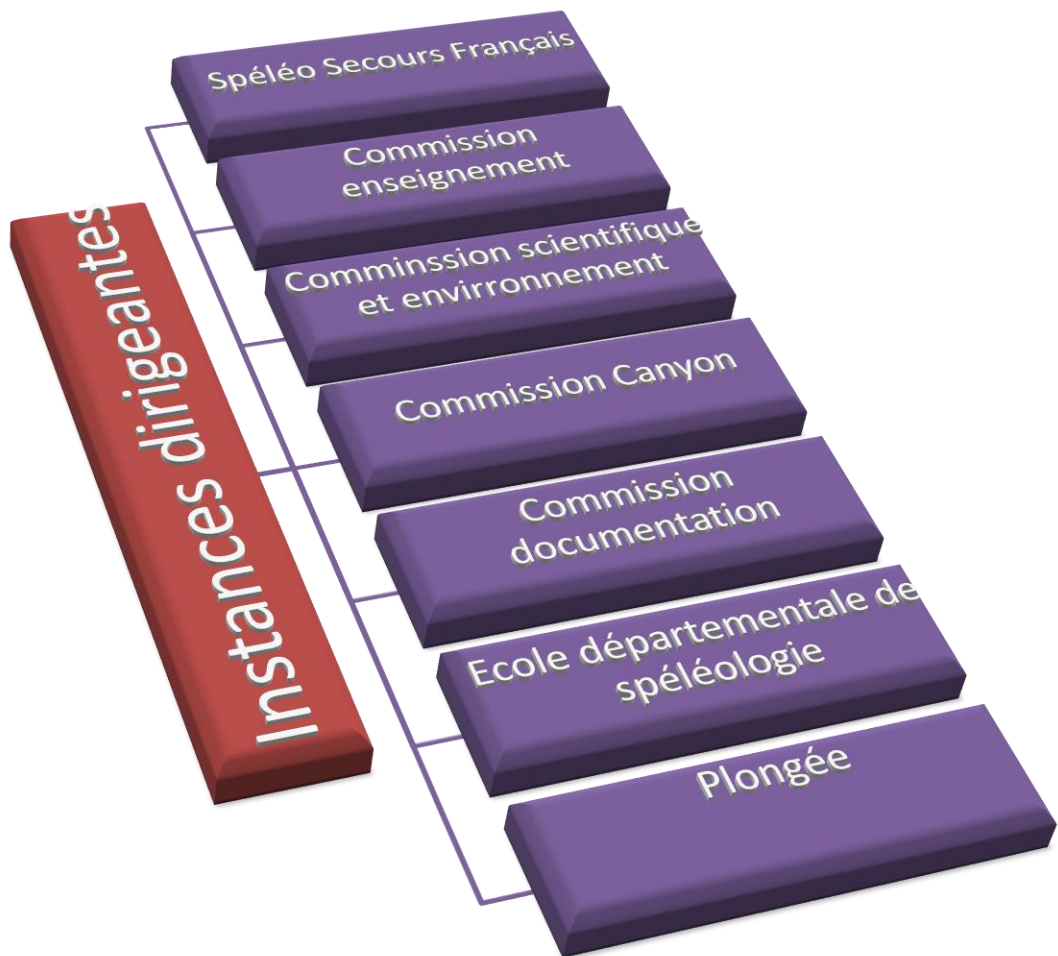 Instances dirigeantes
Spéléo Secours Français
Commission
enseignement
Comminssion scientifique
et envirronnement
Commission Canyon
Commission
documentation
Ecole départementale de
spéléologie
Plongée